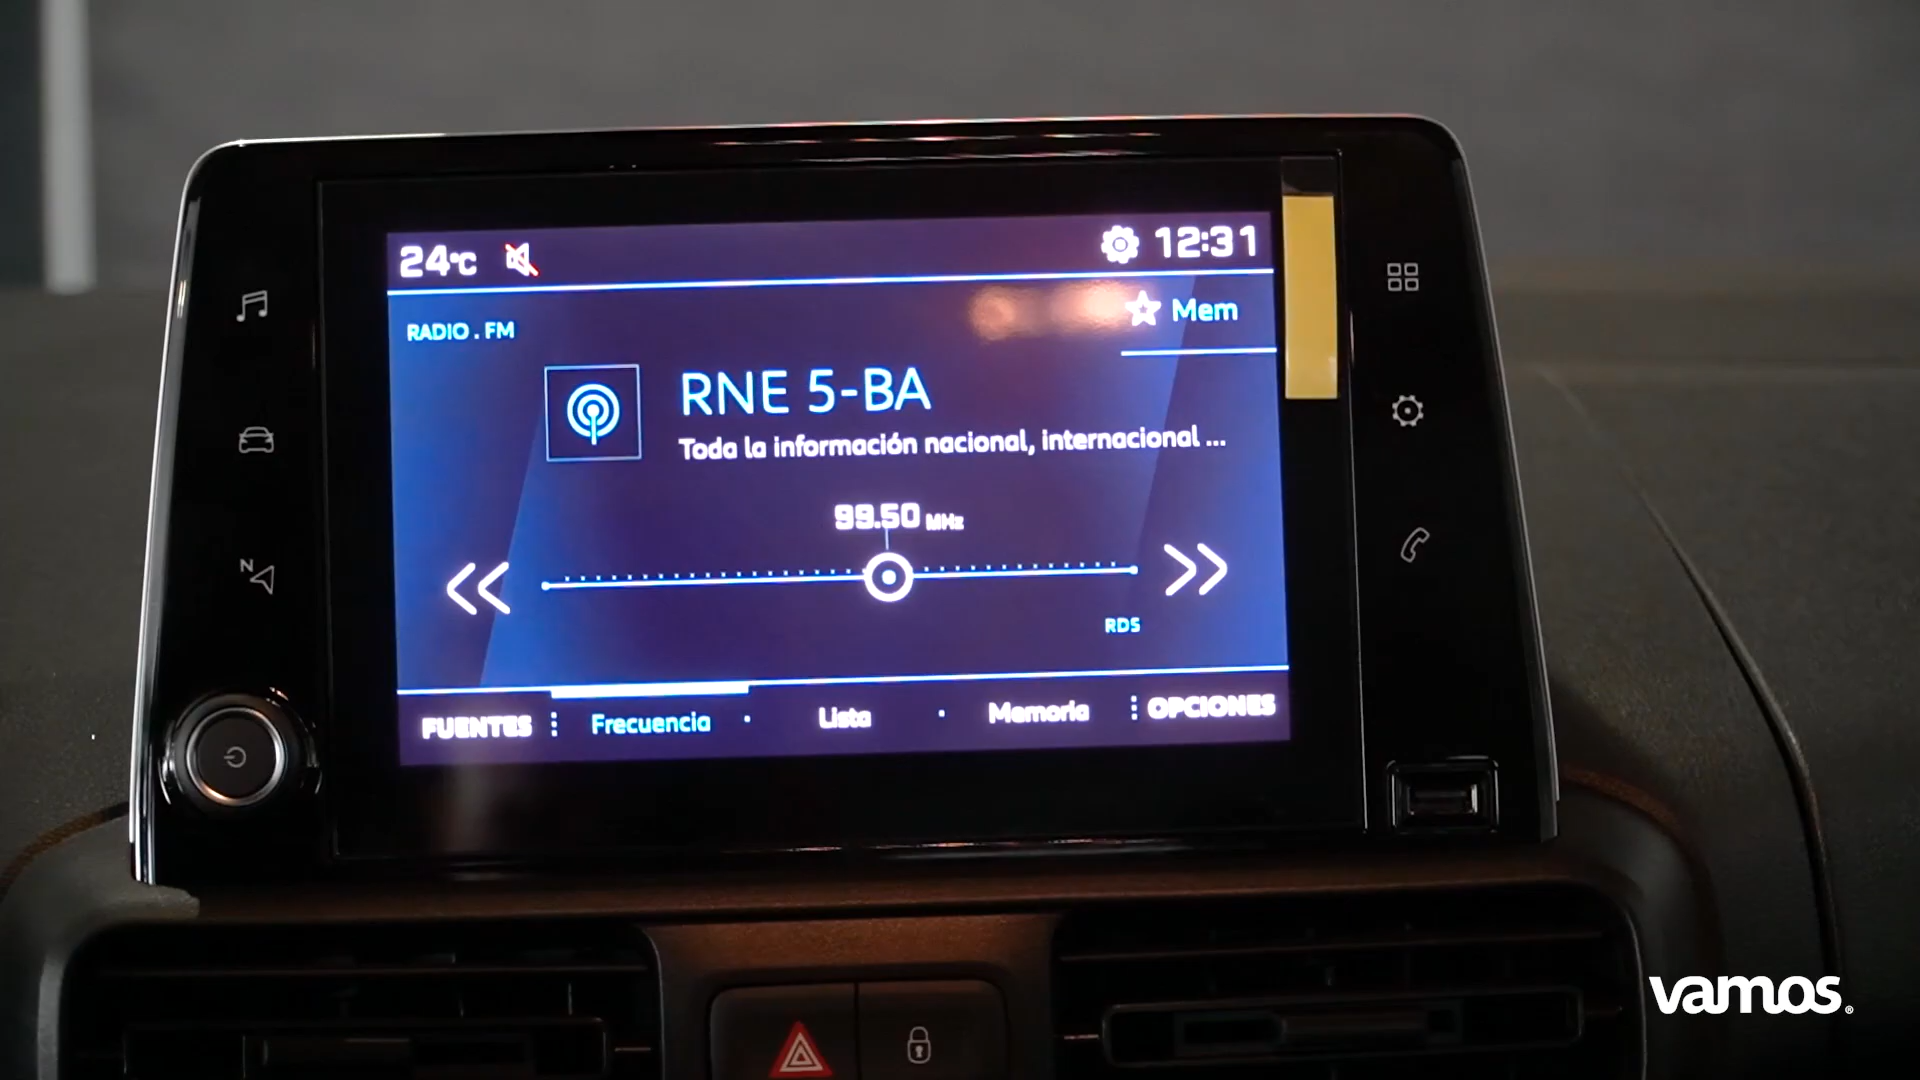 24°C
12:31
RADIO . FM
Mem
RNE 5-BA
Toda la información nacional, internacional ...
99.50 MHz
RDS
FUENTES
Frecuencia
Lista
Memoria
OPCIONES
N
vamos®